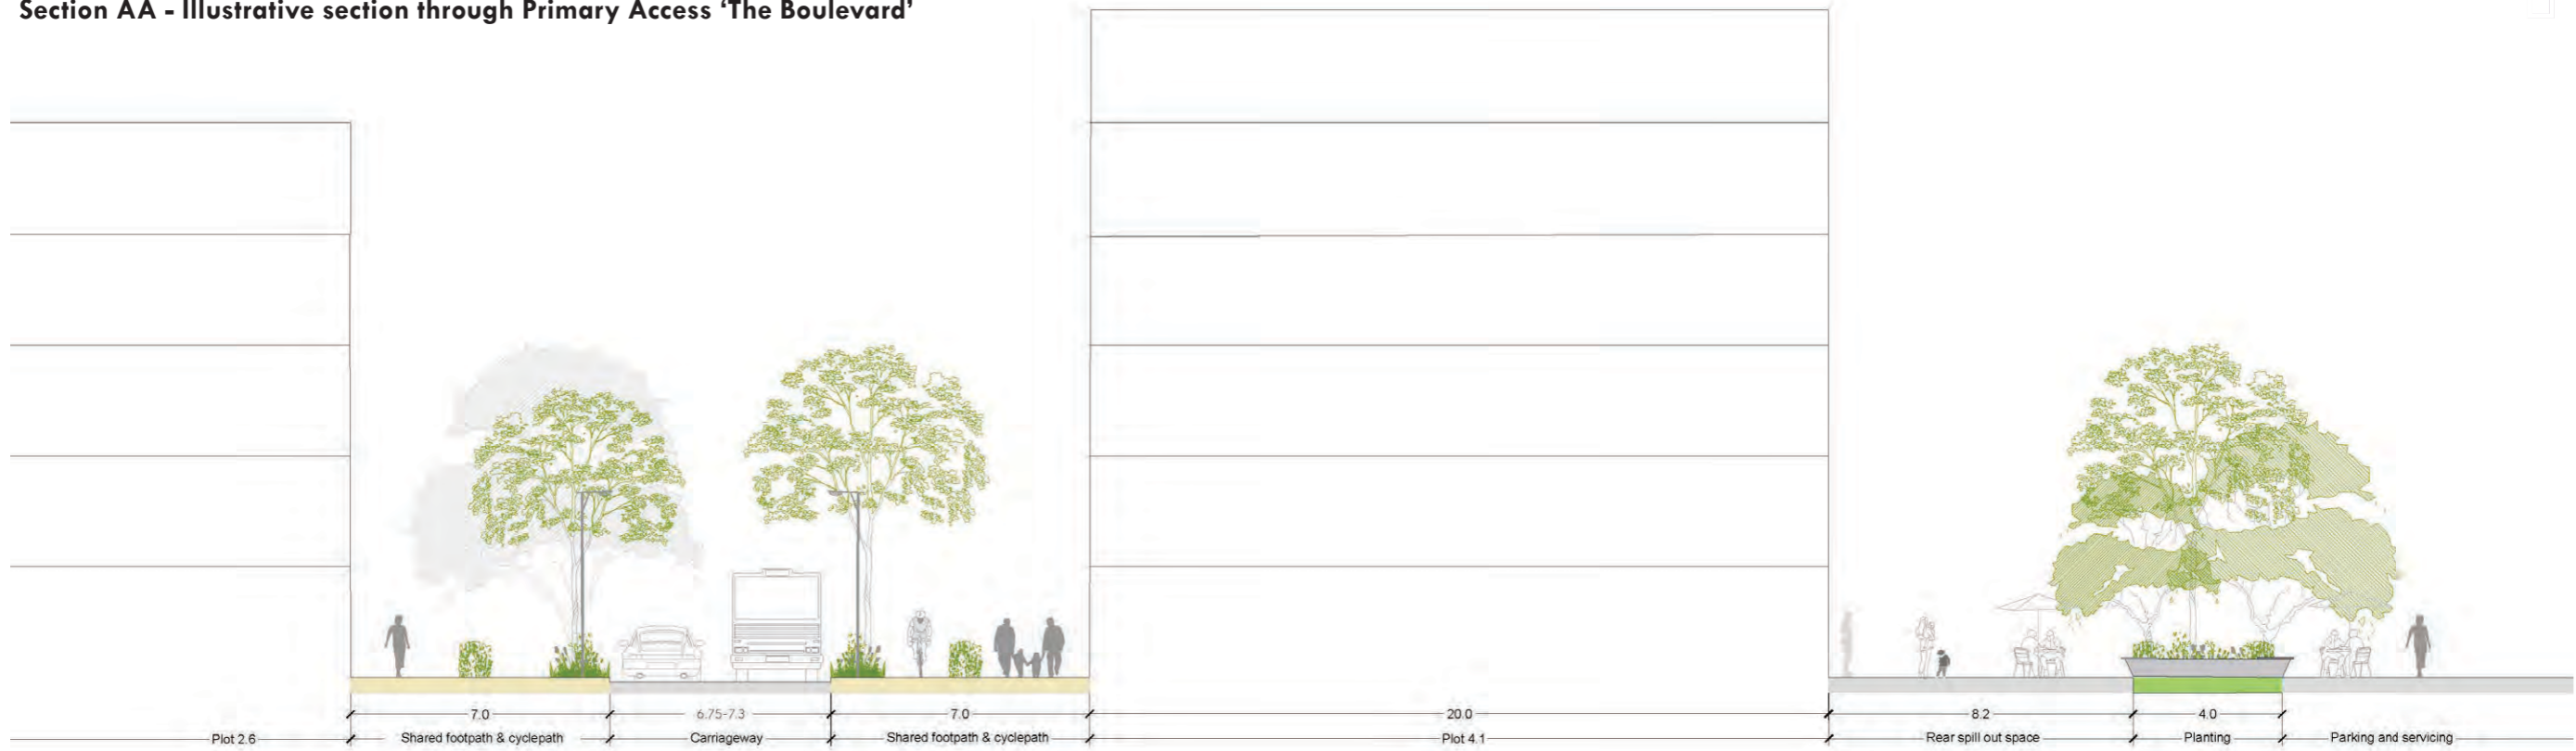 Section AA - Illustrative section through Primary Access ‘The Boulevard’
7.0 6.75-7.3 7.0 20.0 8.2 4.0
Plot 2.6 Shared footpath & cyclepath Carriageway Shared footpath & cyclepath Plot 4.1 Rear spill out space Planting Parking and servicing